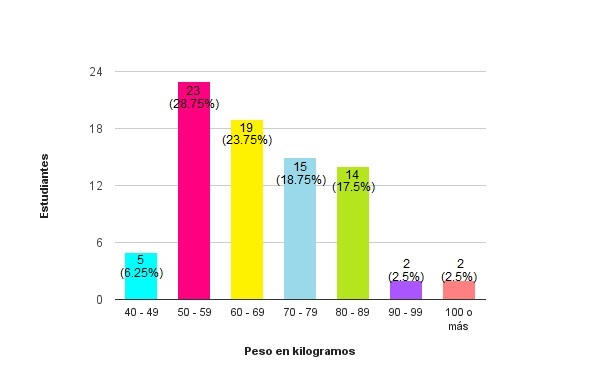 24
18
12
6
0
Estudiantes
5
(6.25%)
23
(28.75%)
19
(23.75%)
15
(18.75%)
14
(17.5%)
2
(2.5%)
2
(2.5%)
40 - 49
50 - 59
60 - 69
70 - 79
80 - 89
90 - 99
100 o
más
Peso en kilogramos